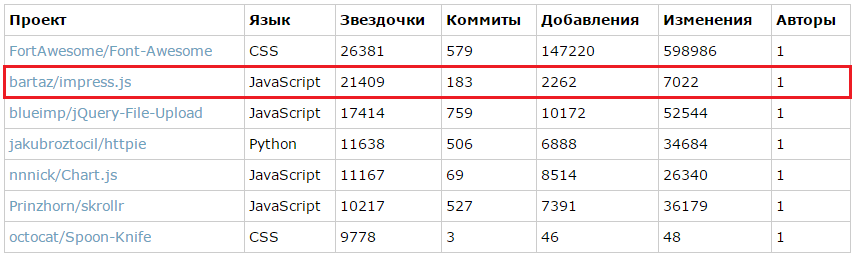 Проект Язык Звездочки Коммиты Добавления Изменения Авторы
FortAwesome/Font-Awesome CSS 26381 579 147220 598986 1
bartaz/impress.js JavaScript 21409 183 2262 7022 1
blueimp/jQuery-File-Upload JavaScript 17414 759 10172 52544 1
jakubroztocil/httpie Python 11638 506 6888 34684 1
nnnick/Chart.js JavaScript 11167 69 8514 26340 1
Prinzhorn/skrollr JavaScript 10217 527 7391 36179 1
octocat/Spoon-Knife CSS 9778 3 46 48 1